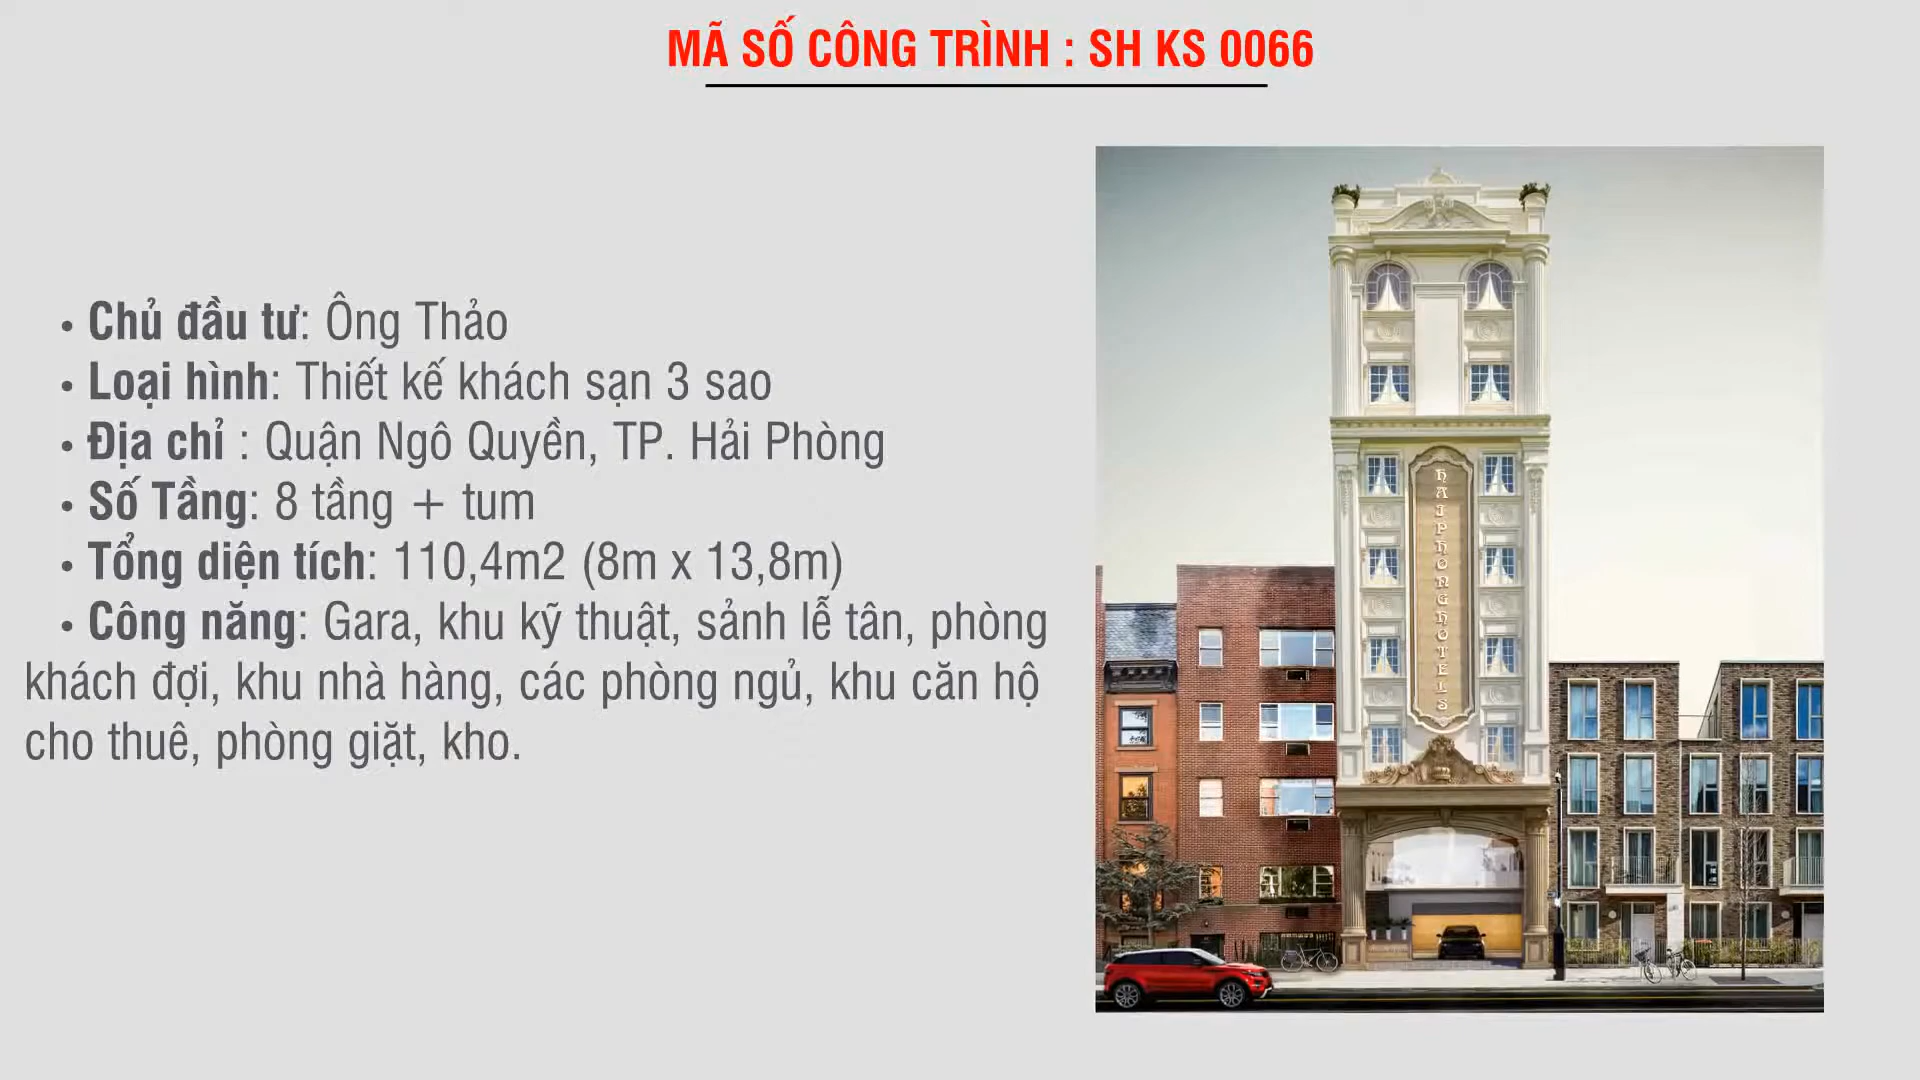 MÃ SỐ CÔNG TRÌNH : SH KS 0066
• Chủ đầu tư: Ông Thảo
• Loại hình: Thiết kế khách sạn 3 sao
• Địa chỉ : Quận Ngô Quyền, TP. Hải Phòng
• Số Tầng: 8 tầng + tum
• Tổng diện tích: 110,4m2 (8m x 13,8m)
• Công năng: Gara, khu kỹ thuật, sảnh lễ tân, phòng
khách đợi, khu nhà hàng, các phòng ngủ, khu căn hộ
cho thuê, phòng giặt, kho.
HAIPHONGHOTELS